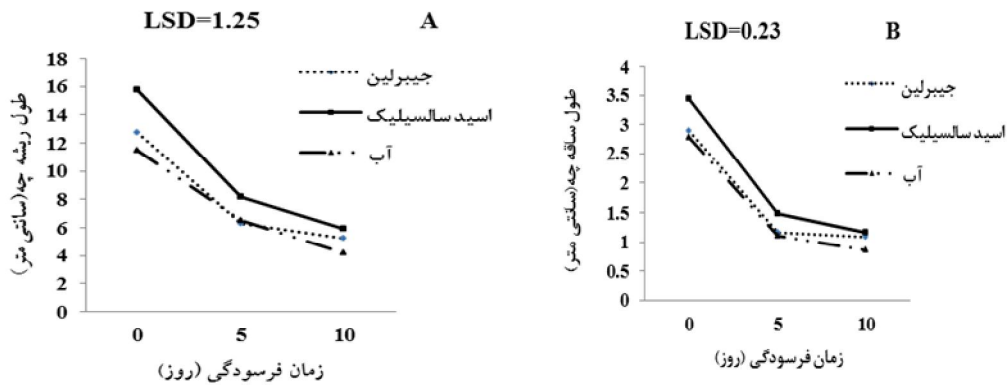 LSD=1.25
A
18
16
14
12
10
8
6
4
2
0
طول ریشه چه(سانتی متر)
جیبرلین
اسید سالسیلیک
آب
0 5 10
زمان فرسودگی (روز)
LSD=0.23
B
4
3.5
3
2.5
2
1.5
1
0.5
0
طول ساقه چه(سانتی متر)
جیبرلین
اسید سالسیلیک
آب
0 5 10
زمان فرسودگی (روز)